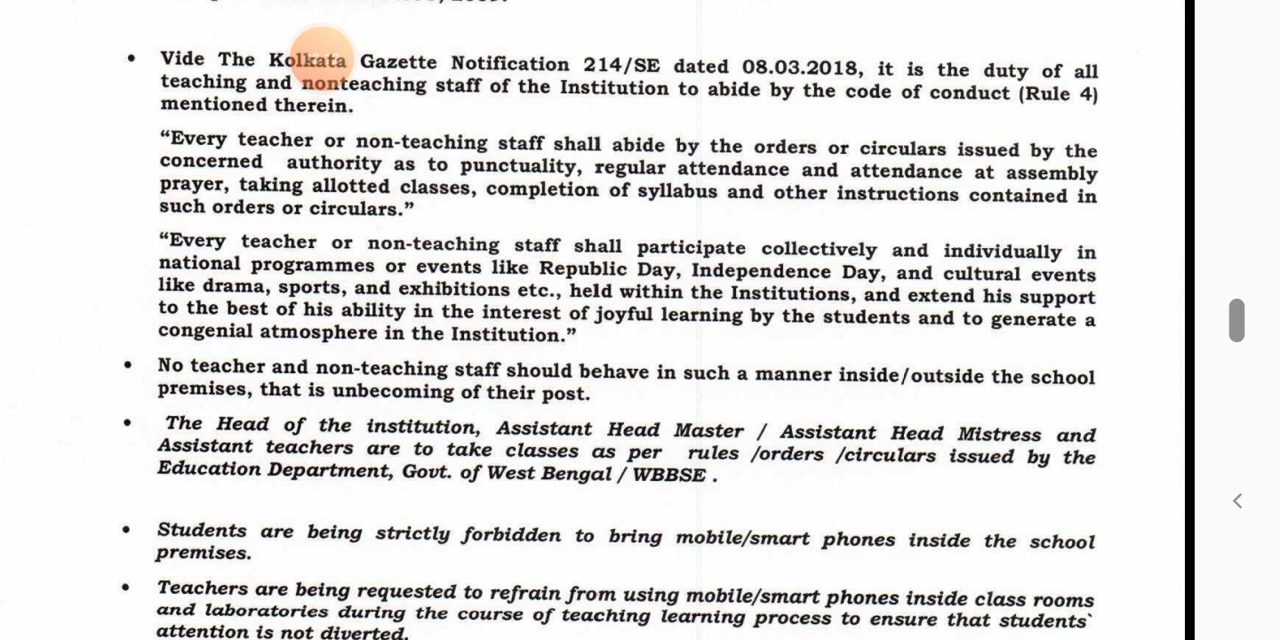 • Vide The Kolkata Gazette Notification 214/SE dated 08.03.2018, it is the duty of all
teaching and nonteaching staff of the Institution to abide by the code of conduct (Rule 4)
mentioned therein.
“Every teacher or non-teaching staff shall abide by the orders or circulars issued by the
concerned authority as to punctuality, regular attendance and attendance at assembly
prayer, taking allotted classes, completion of syllabus and other instructions contained in
such orders or circulars.”
“Every teacher or non-teaching staff shall participate collectively and individually in
national programmes or events like Republic Day, Independence Day, and cultural events
like drama, sports, and exhibitions etc., held within the Institutions, and extend his support
to the best of his ability in the interest of joyful learning by the students and to generate a
congenial atmosphere in the Institution.”
• No teacher and non-teaching staff should behave in such a manner inside/outside the school
premises, that is unbecoming of their post.
• The Head of the institution, Assistant Head Master / Assistant Head Mistress and
Assistant teachers are to take classes as per rules /orders /circulars issued by the
Education Department, Govt. of West Bengal / WBBSE .
• Students are being strictly forbidden to bring mobile/smart phones inside the school
premises.
• Teachers are being requested to refrain from using mobile/smart phones inside class rooms
and laboratories during the course of teaching learning process to ensure that students`
attention is not diverted.